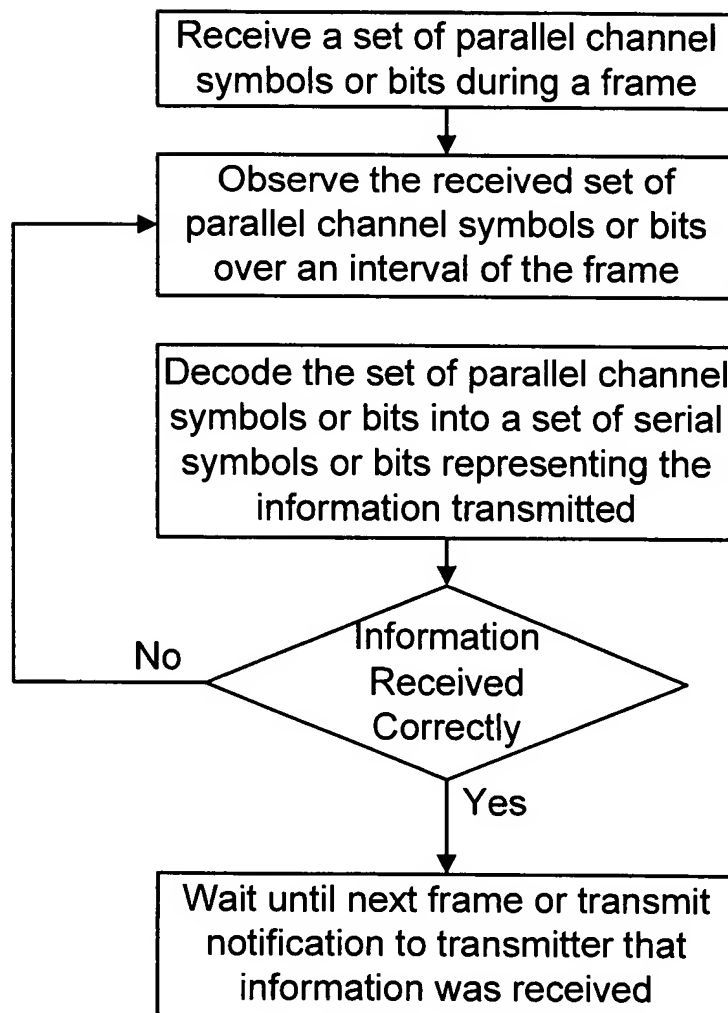 Receive a set of parallel channel
symbols or bits during a frame
Observe the received set of
parallel channel symbols or bits
over an interval of the frame
Decode the set of parallel channel
symbols or bits into a set of serial
symbols or bits representing the
information transmitted
Information
Received
Correctly
No
Yes
Wait until next frame or transmit
notification to transmitter that
information was received